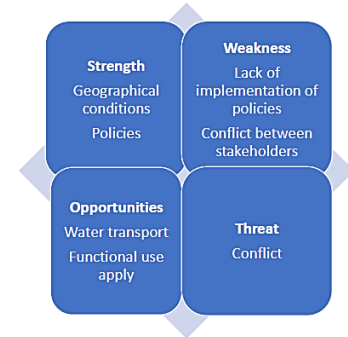 Strength
Geographical
conditions
Policies
Weakness
Lack of
implementation of
policies
Conflict between
stakeholders
Opportunities
Water transport
Functional use
apply
Threat
Conflict